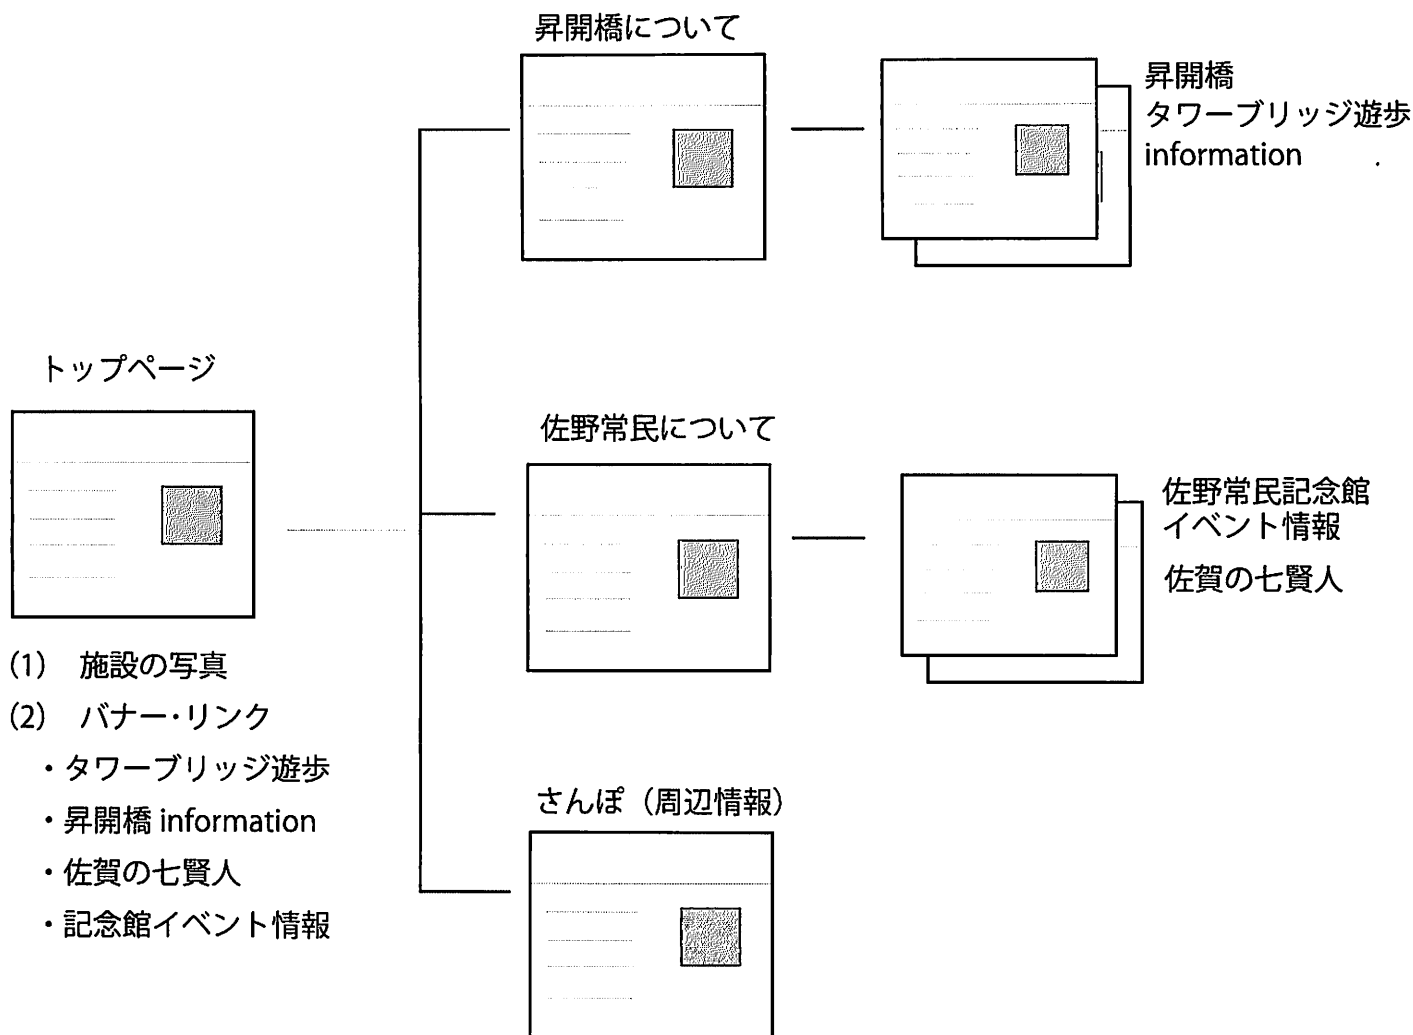 昇開橋について
昇開橋
タワーブリッジ遊歩
information
トップページ
(1) 施設の写真
(2) バナー・リンク
・タワーブリッジ遊歩
・昇開橋 information
・佐賀の七賢人
・記念館イベント情報
佐野常民について
佐野常民記念館
イベント情報
佐賀の七賢人
さんぽ（周辺情報）